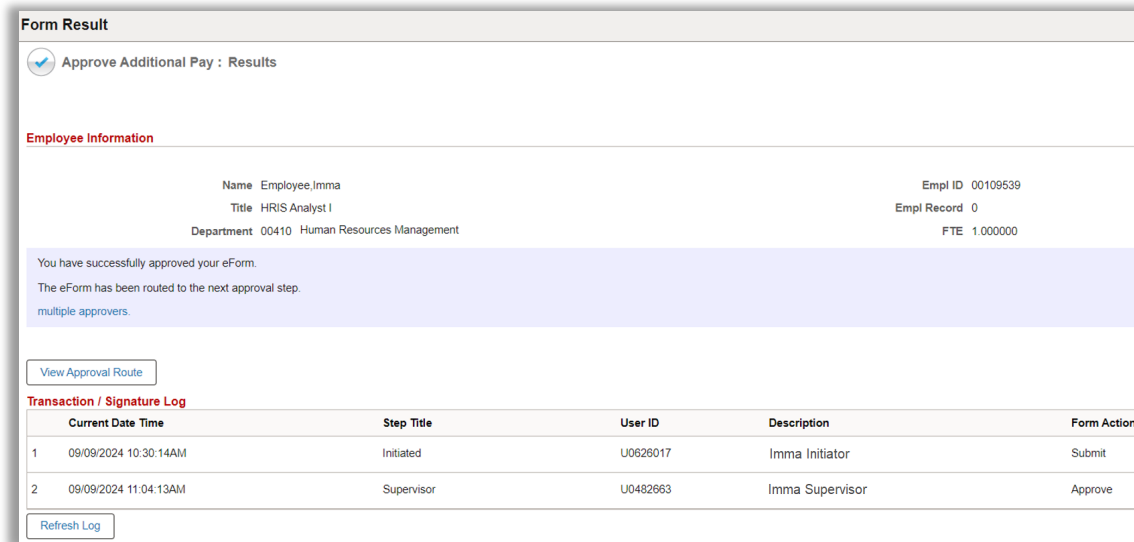 Form Result
Approve Additional Pay : Results
Employee Information
Name Employee,Imma Empl ID 00109539
Title HRIS Analyst I Empl Record 0
Department 00410 Human Resources Management FTE 1.000000
You have successfully approved your eForm.
The eForm has been routed to the next approval step.
multiple approvers.
View Approval Route
Transaction / Signature Log
Current Date Time Step Title User ID Description Form Action
1 09/09/2024 10:30:14AM Initiated U0626017 Imma Initiator Submit
2 09/09/2024 11:04:13AM Supervisor U0482663 Imma Supervisor Approve
Refresh Log